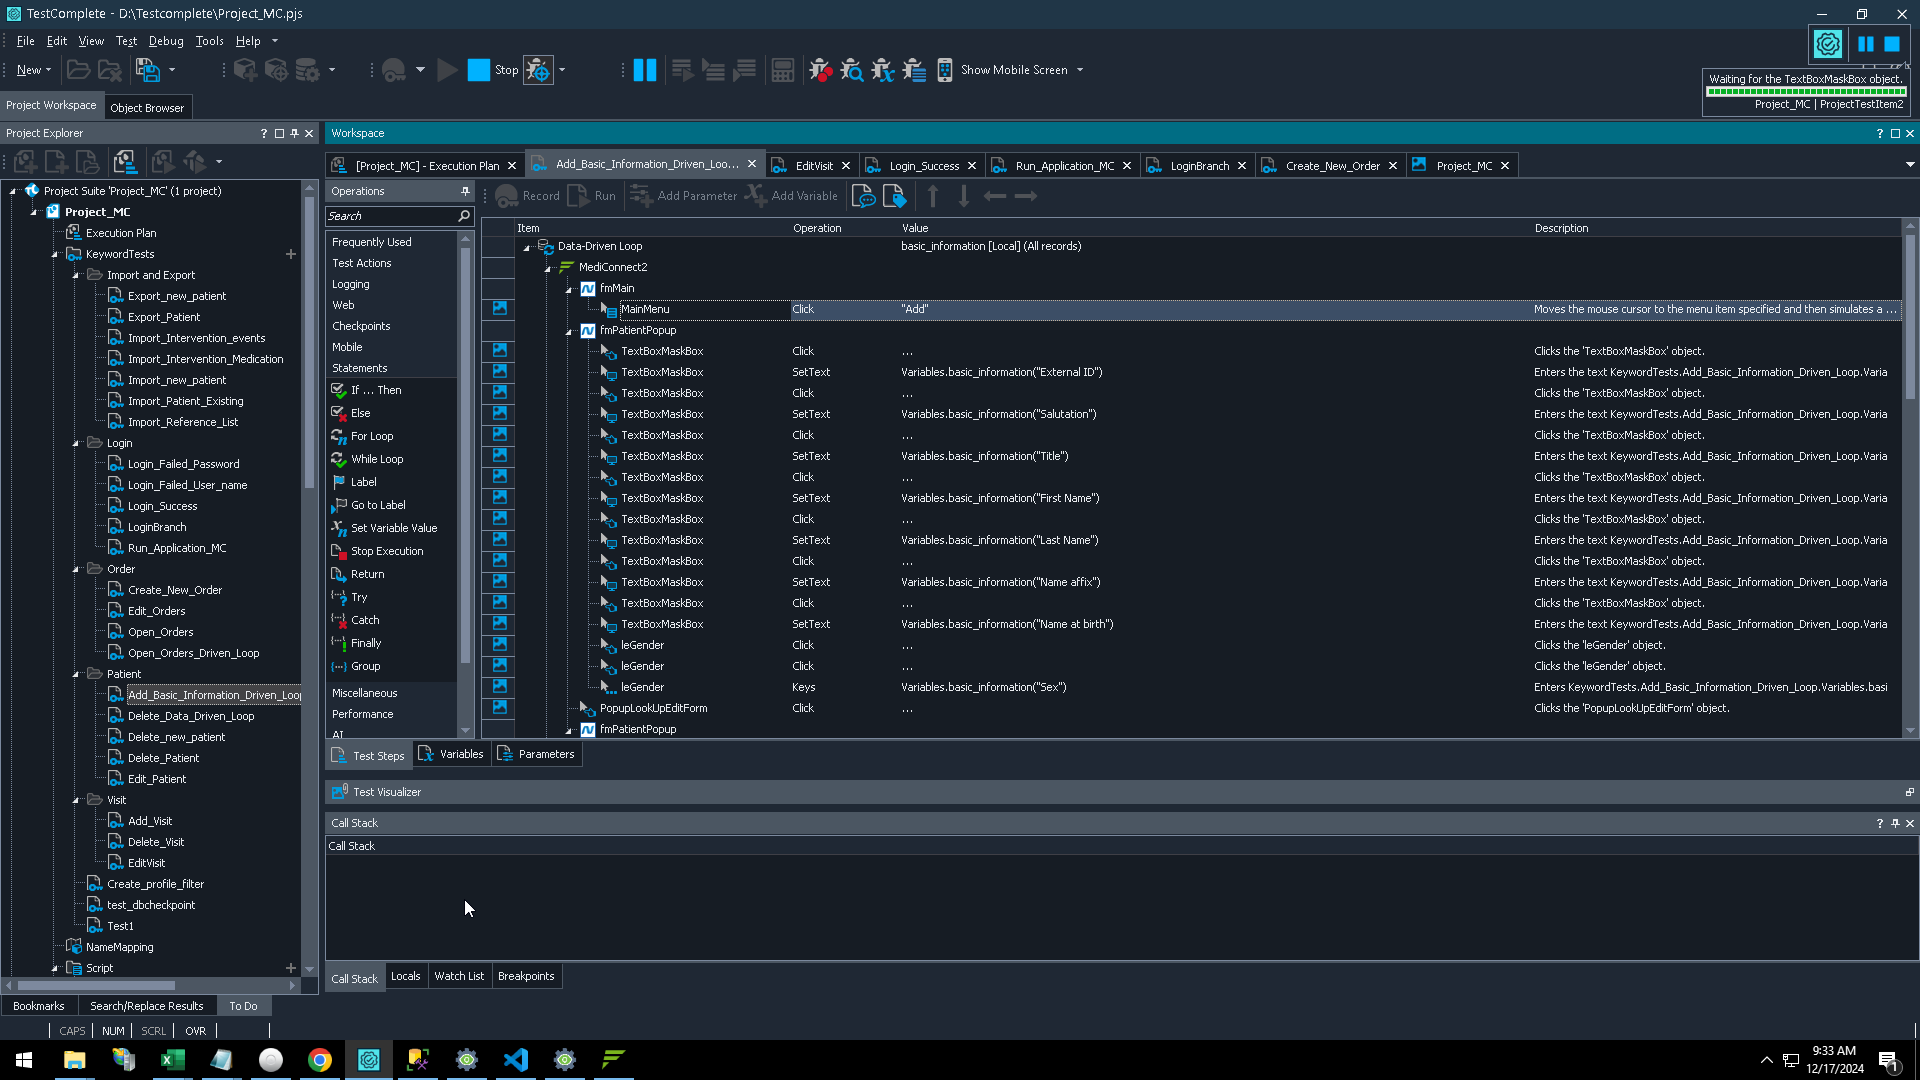 TestComplete - D:\Testcomplete\Project_MC.pjs
File Edit View Test Debug Tools Help
New Stop Show Mobile Screen
Waiting for the TextBoxMaskBox object.
Project_MC | ProjectTestItem2
Project Workspace Object Browser
Project Explorer
Project Suite 'Project_MC' (1 project)
Project_MC
Execution Plan
KeywordTests
Import and Export
Export_new_patient
Export_Patient
Import_Intervention_events
Import_Intervention_Medication
Import_new_patient
Import_Patient_Existing
Import_Reference_List
Login
Login_Failed_Password
Login_Failed_User_name
Login_Success
LoginBranch
Run_Application_MC
Order
Create_New_Order
Edit_Orders
Open_Orders
Open_Orders_Driven_Loop
Patient
Add_Basic_Information_Driven_Loop
Delete_Data_Driven_Loop
Delete_new_patient
Delete_Patient
Edit_Patient
Visit
Add_Visit
Delete_Visit
EditVisit
Create_profile_filter
test_dbcheckpoint
Test1
NameMapping
Script
Bookmarks Search/Replace Results To Do
CAPS NUM SCRL OVR
Workspace
[Project_MC] - Execution Plan Add_Basic_Information_Driven_Loo... EditVisit Login_Success Run_Application_MC LoginBranch Create_New_Order Project_MC
Operations
Search
Frequently Used
Test Actions
Logging
Web
Checkpoints
Mobile
Statements
If ... Then
Else
For Loop
While Loop
Label
Go to Label
Set Variable Value
Stop Execution
Return
Try
Catch
Finally
Group
Miscellaneous
Performance
AI
Record Run Add Parameter Add Variable
Item Operation Value Description
Data-Driven Loop basic_information [Local] (All records)
MediConnect2
fmMain
MainMenu Click "Add" Moves the mouse cursor to the menu item specified and then simulates a ...
fmPatientPopup
TextBoxMaskBox Click ... Clicks the 'TextBoxMaskBox' object.
TextBoxMaskBox SetText Variables.basic_information("External ID") Enters the text KeywordTests.Add_Basic_Information_Driven_Loop.Varia
TextBoxMaskBox Click ... Clicks the 'TextBoxMaskBox' object.
TextBoxMaskBox SetText Variables.basic_information("Salutation") Enters the text KeywordTests.Add_Basic_Information_Driven_Loop.Varia
TextBoxMaskBox Click ... Clicks the 'TextBoxMaskBox' object.
TextBoxMaskBox SetText Variables.basic_information("Title") Enters the text KeywordTests.Add_Basic_Information_Driven_Loop.Varia
TextBoxMaskBox Click ... Clicks the 'TextBoxMaskBox' object.
TextBoxMaskBox SetText Variables.basic_information("First Name") Enters the text KeywordTests.Add_Basic_Information_Driven_Loop.Varia
TextBoxMaskBox Click ... Clicks the 'TextBoxMaskBox' object.
TextBoxMaskBox SetText Variables.basic_information("Last Name") Enters the text KeywordTests.Add_Basic_Information_Driven_Loop.Varia
TextBoxMaskBox Click ... Clicks the 'TextBoxMaskBox' object.
TextBoxMaskBox SetText Variables.basic_information("Name affix") Enters the text KeywordTests.Add_Basic_Information_Driven_Loop.Varia
TextBoxMaskBox Click ... Clicks the 'TextBoxMaskBox' object.
TextBoxMaskBox SetText Variables.basic_information("Name at birth") Enters the text KeywordTests.Add_Basic_Information_Driven_Loop.Varia
leGender Click ... Clicks the 'leGender' object.
leGender Click ... Clicks the 'leGender' object.
leGender Keys Variables.basic_information("Sex") Enters KeywordTests.Add_Basic_Information_Driven_Loop.Variables.basi
PopupLookUpEditForm Click ... Clicks the 'PopupLookUpEditForm' object.
fmPatientPopup
Test Steps Variables Parameters
Test Visualizer
Call Stack
Call Stack
Call Stack Locals Watch List Breakpoints
9:33 AM
12/17/2024
1